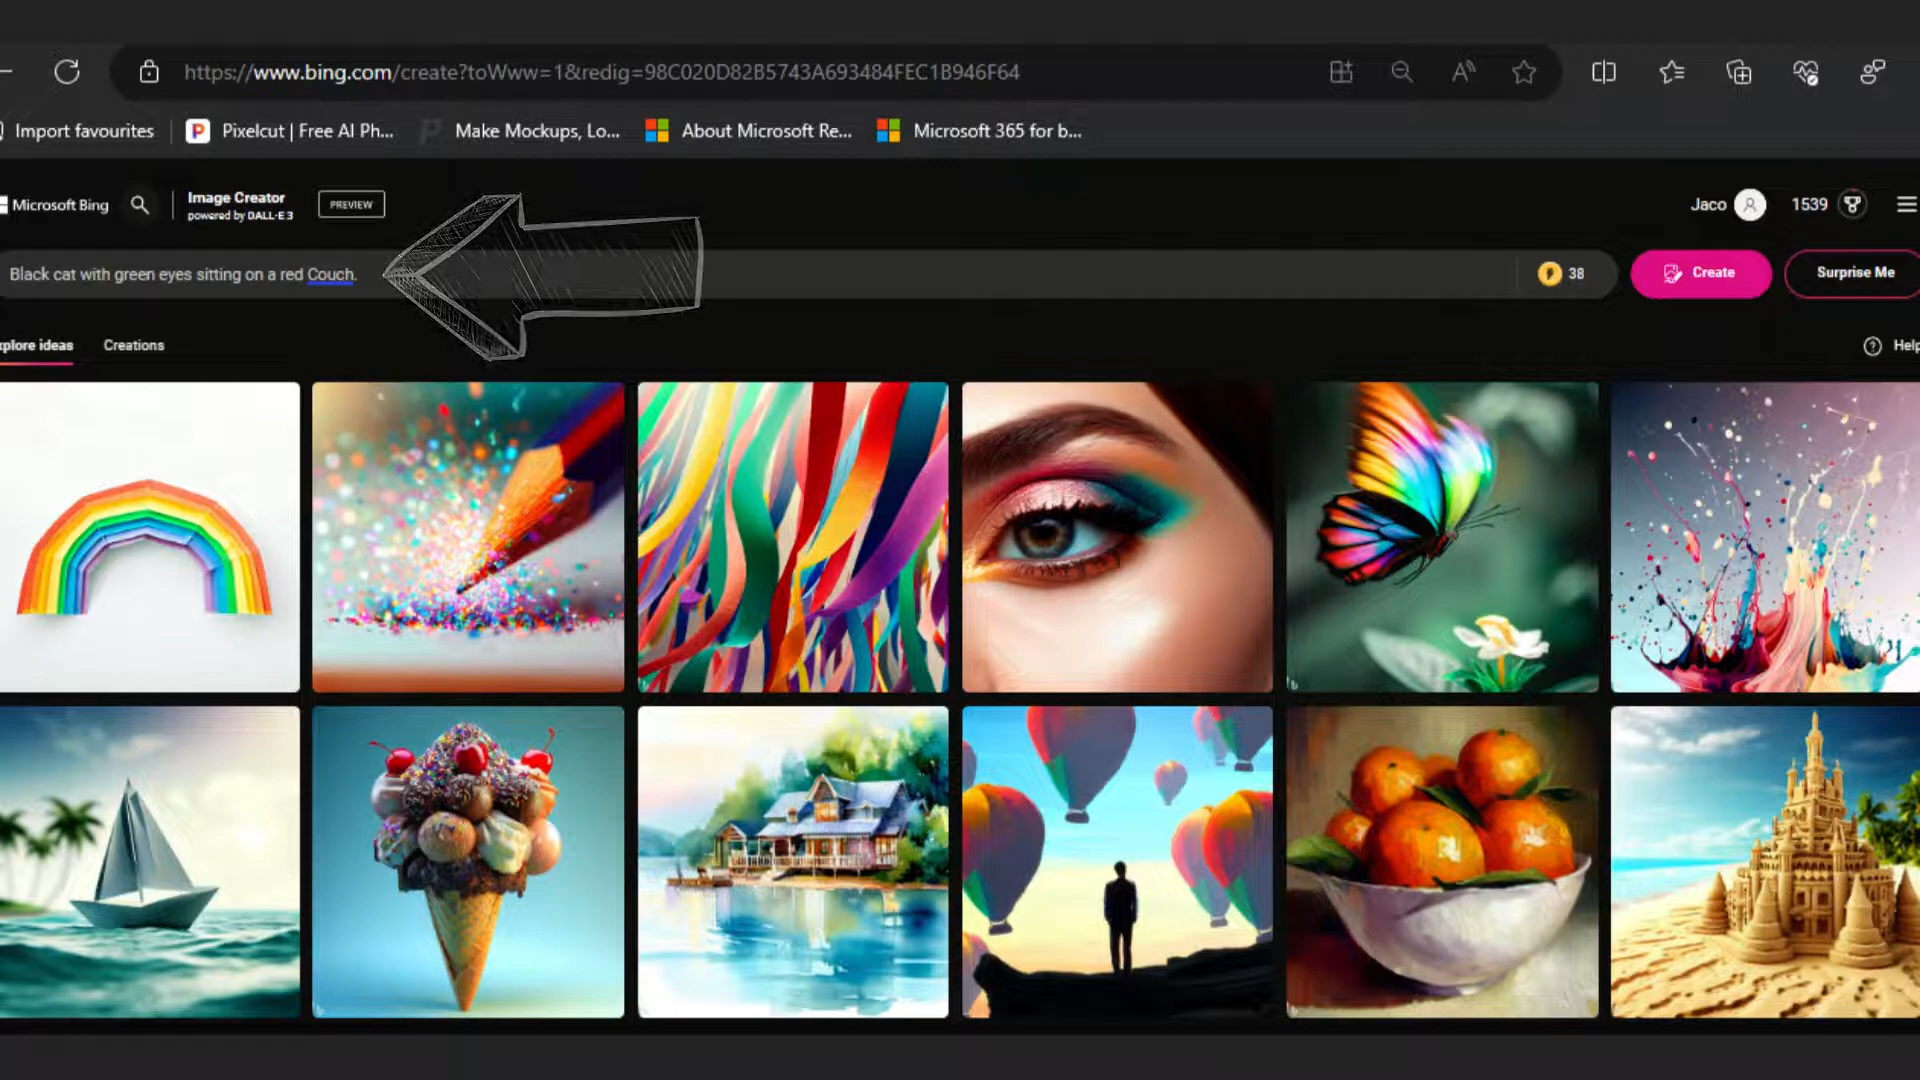 https://www.bing.com/create?toWww=1&redig=98C020D82B5743A693484FEC1B946F64
Import favourites
Pixelcut | Free AI Ph...
Make Mockups, Lo...
About Microsoft Re...
Microsoft 365 for b...
Microsoft Bing
Image Creator
powered by DALL·E 3
PREVIEW
Jaco
1539
Black cat with green eyes sitting on a red Couch.
38
Create
Surprise Me
xplore ideas
Creations
Help